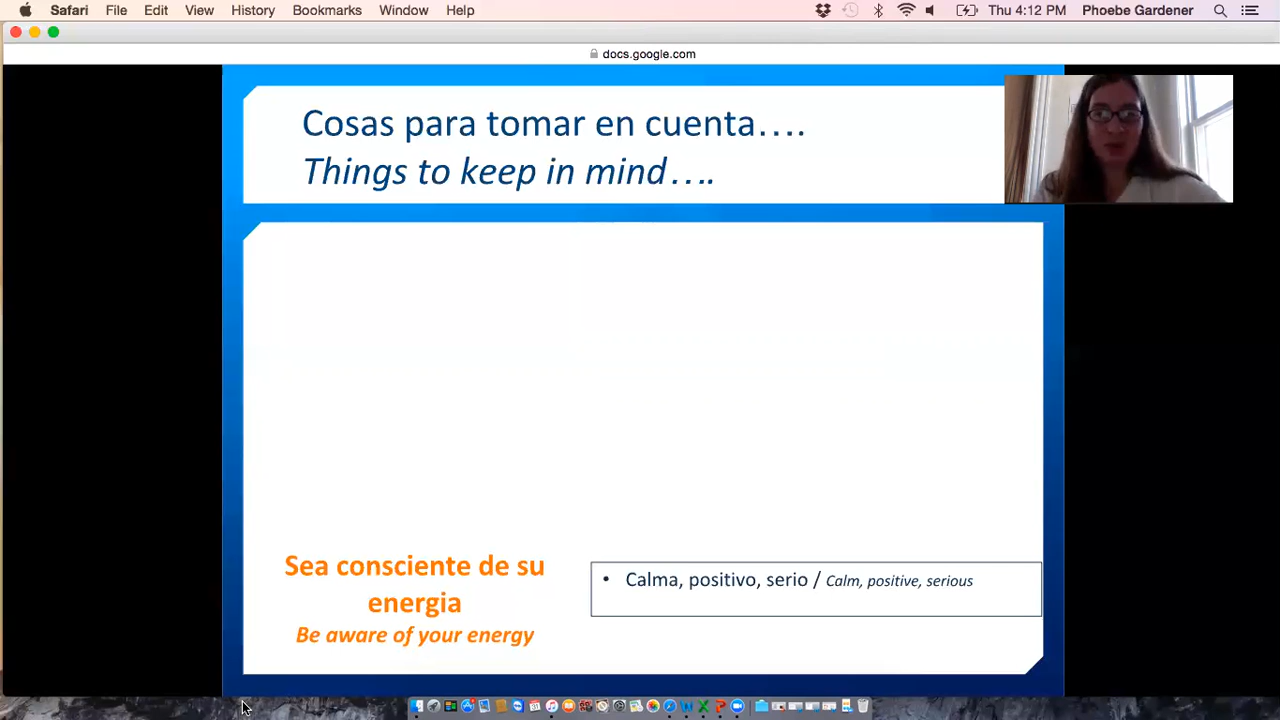 Safari File Edit View History Bookmarks Window Help Thu 4:12 PM Phoebe Gardener
docs.google.com
Cosas para tomar en cuenta….
Things to keep in mind….
Sea consciente de su
energia
Be aware of your energy
• Calma, positivo, serio / Calm, positive, serious